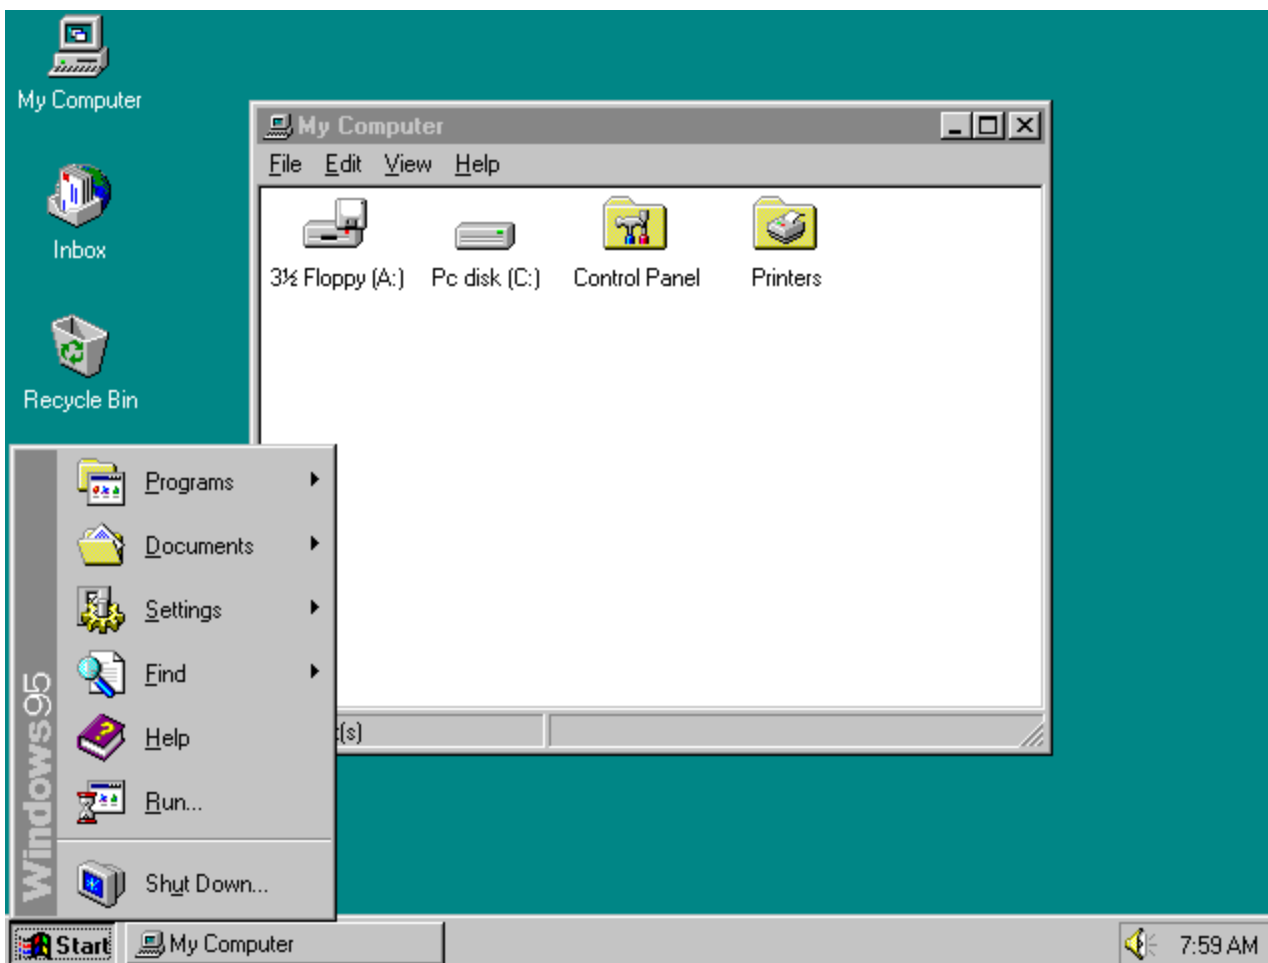 My Computer
Inbox
Recycle Bin
My Computer
File Edit View Help
3½ Floppy (A:) Pc disk (C:) Control Panel Printers
(s)
Programs
Documents
Settings
Find
Help
Run...
Shut Down...
Windows95
Start My Computer 7:59 AM